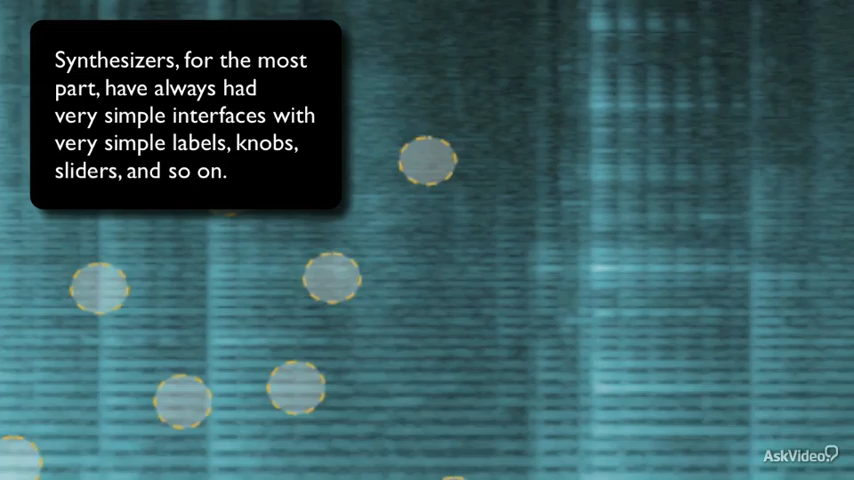 Synthesizers, for the most
part, have always had
very simple interfaces with
very simple labels, knobs,
sliders, and so on.
AskVideo